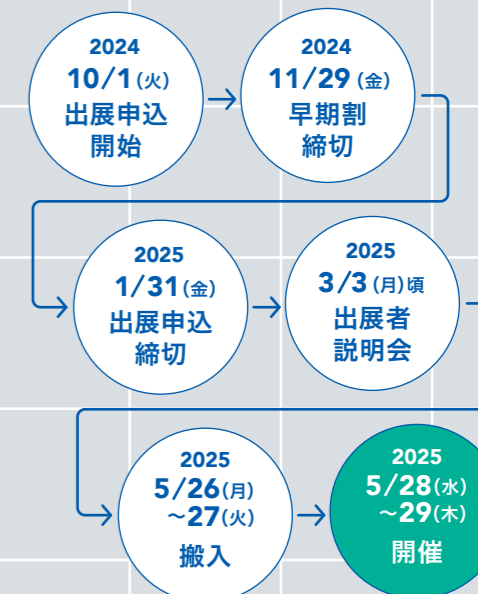 2024
10/1(火)
出展申込
開始
2024
11/29(金)
早期割
締切
2025
1/31(金)
出展申込
締切
2025
3/3(月)頃
出展者
説明会
2025
5/26(月)
～27(火)
搬入
2025
5/28(水)
～29(木)
開催